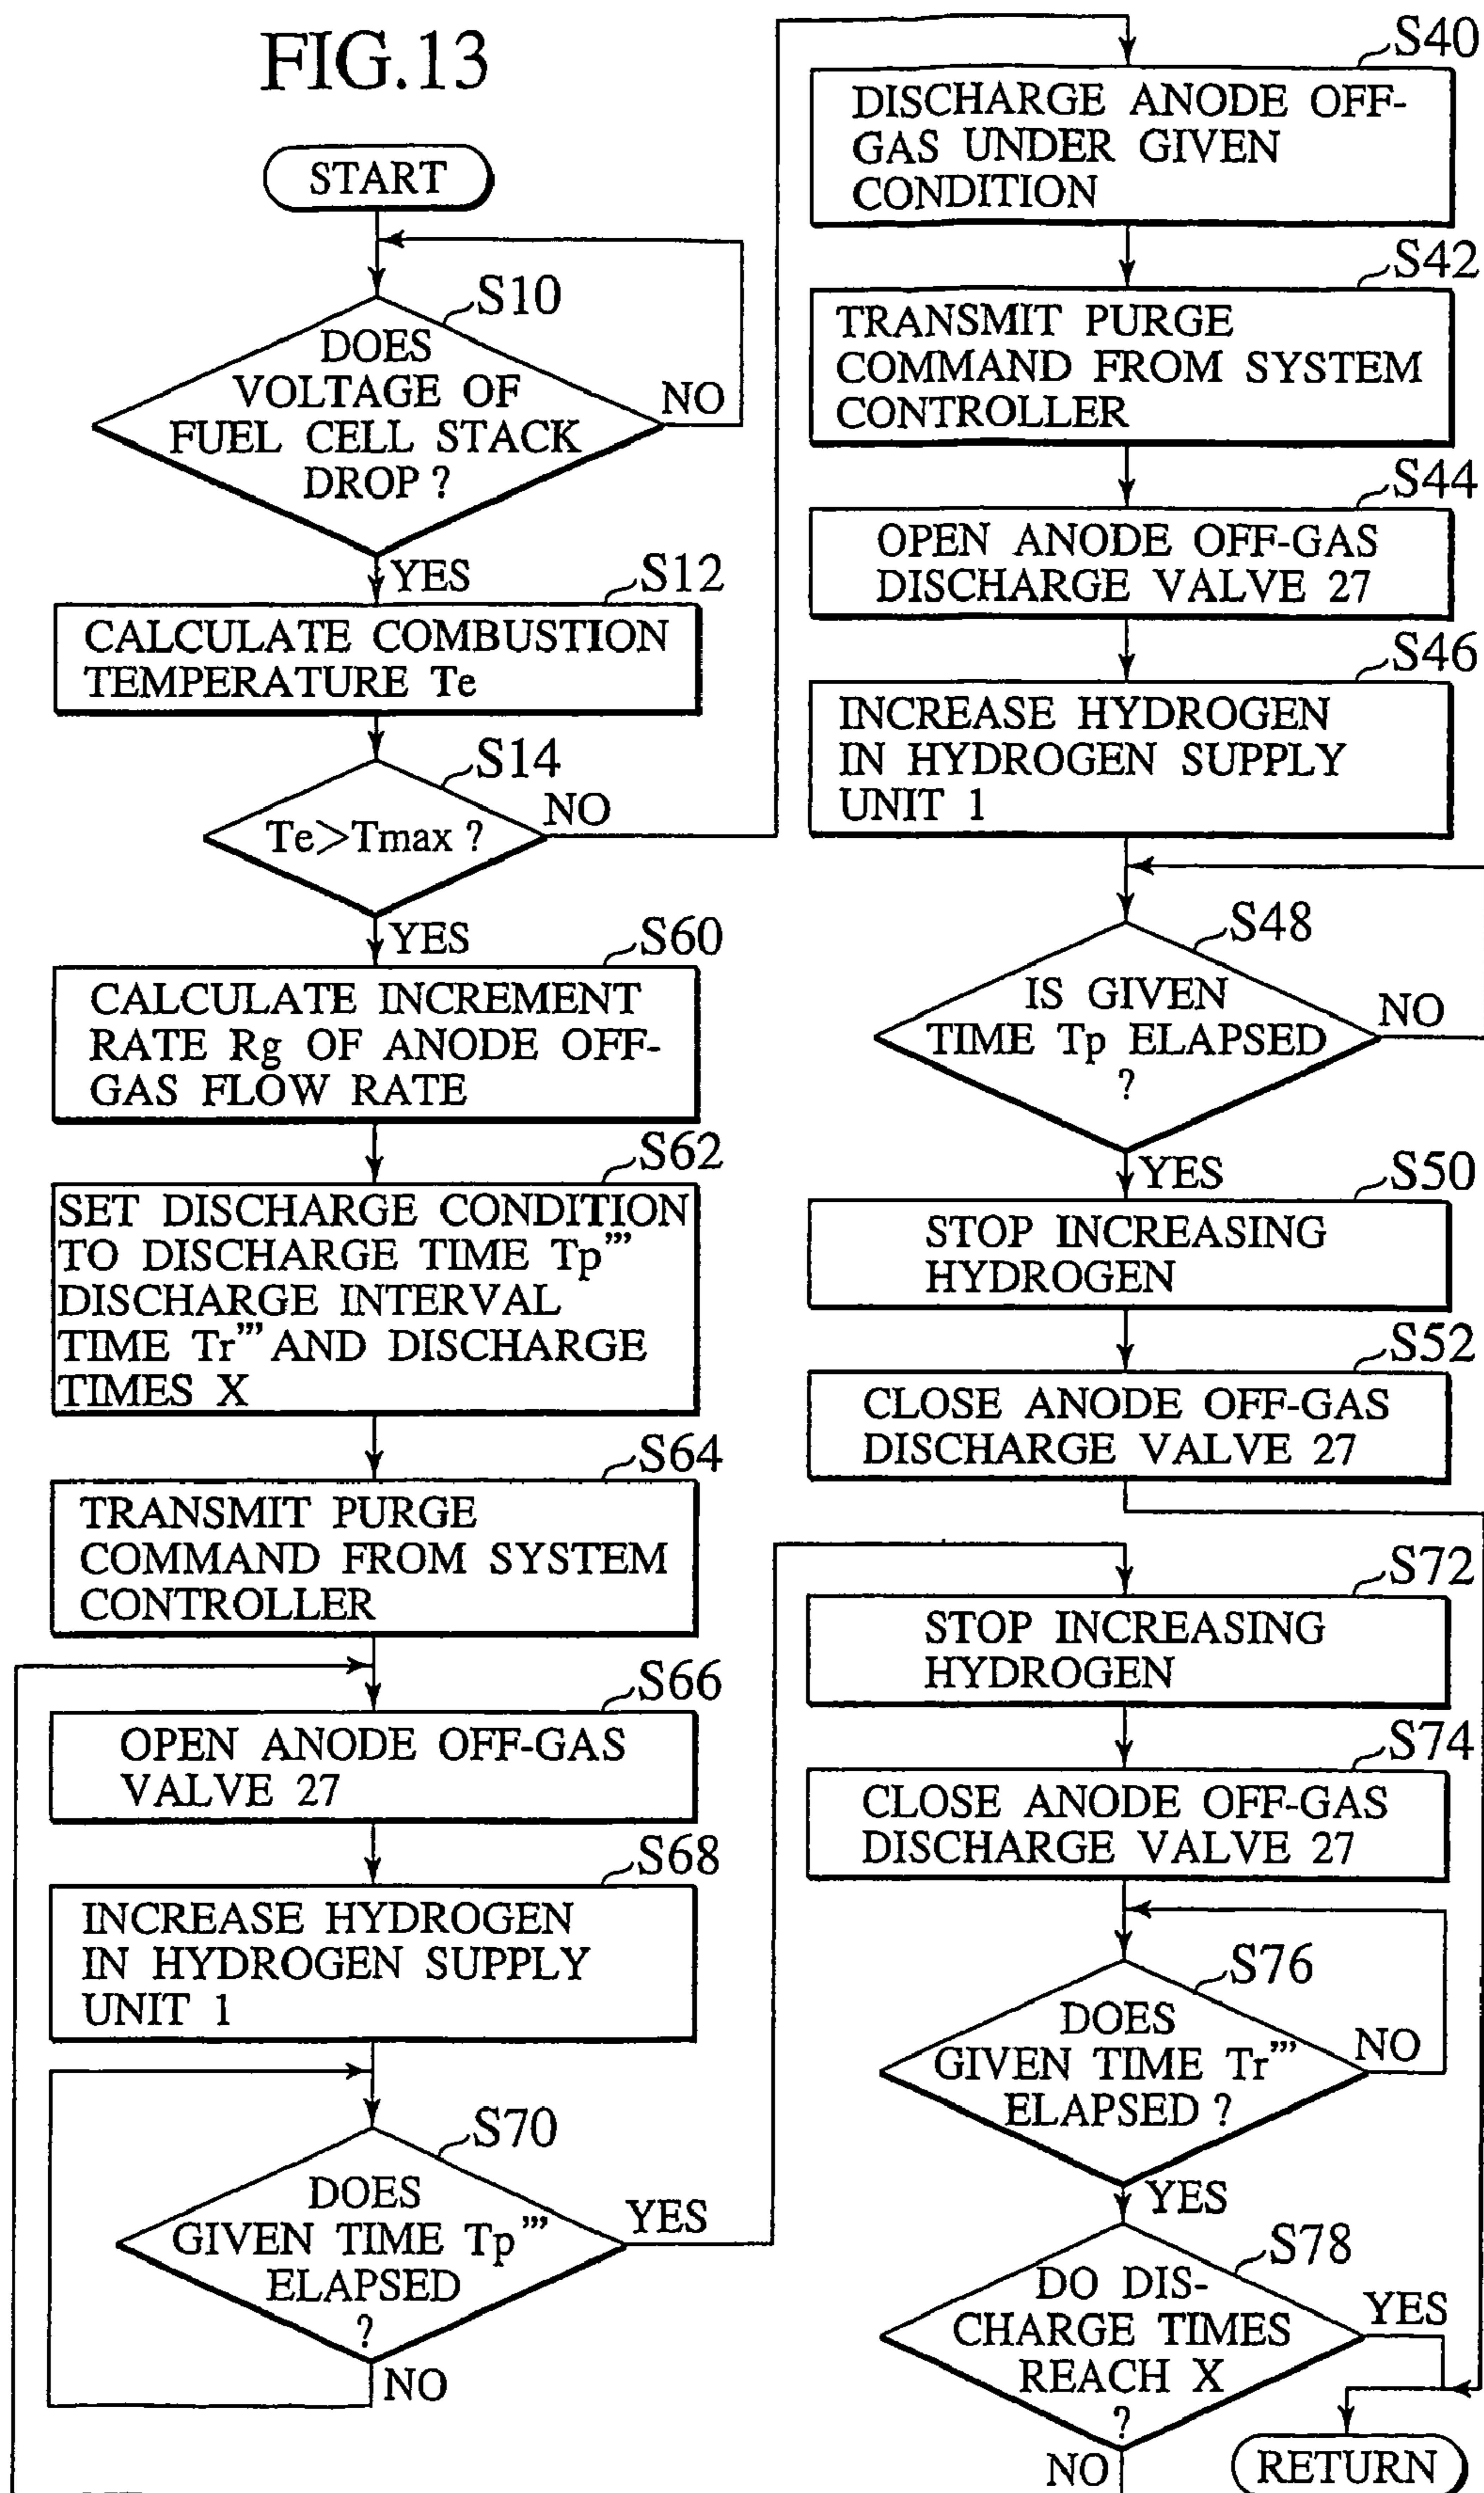 FIG.13
START
S10
DOES
VOLTAGE OF
FUEL CELL STACK
DROP ?
NO
YES
S12
CALCULATE COMBUSTION
TEMPERATURE Te
S14
Te>Tmax ?
NO
YES
S60
CALCULATE INCREMENT
RATE Rg OF ANODE OFF-
GAS FLOW RATE
S62
SET DISCHARGE CONDITION
TO DISCHARGE TIME Tp'''
DISCHARGE INTERVAL
TIME Tr''' AND DISCHARGE
TIMES X
S64
TRANSMIT PURGE
COMMAND FROM SYSTEM
CONTROLLER
S66
OPEN ANODE OFF-GAS
VALVE 27
S68
INCREASE HYDROGEN
IN HYDROGEN SUPPLY
UNIT 1
S70
DOES
GIVEN TIME Tp'''
ELAPSED
?
YES
NO
S40
DISCHARGE ANODE OFF-
GAS UNDER GIVEN
CONDITION
S42
TRANSMIT PURGE
COMMAND FROM SYSTEM
CONTROLLER
S44
OPEN ANODE OFF-GAS
DISCHARGE VALVE 27
S46
INCREASE HYDROGEN
IN HYDROGEN SUPPLY
UNIT 1
S48
IS GIVEN
TIME Tp ELAPSED
?
NO
YES
S50
STOP INCREASING
HYDROGEN
S52
CLOSE ANODE OFF-GAS
DISCHARGE VALVE 27
S72
STOP INCREASING
HYDROGEN
S74
CLOSE ANODE OFF-GAS
DISCHARGE VALVE 27
S76
DOES
GIVEN TIME Tr'''
ELAPSED ?
NO
YES
S78
DO DIS-
CHARGE TIMES
REACH X
?
YES
NO
RETURN